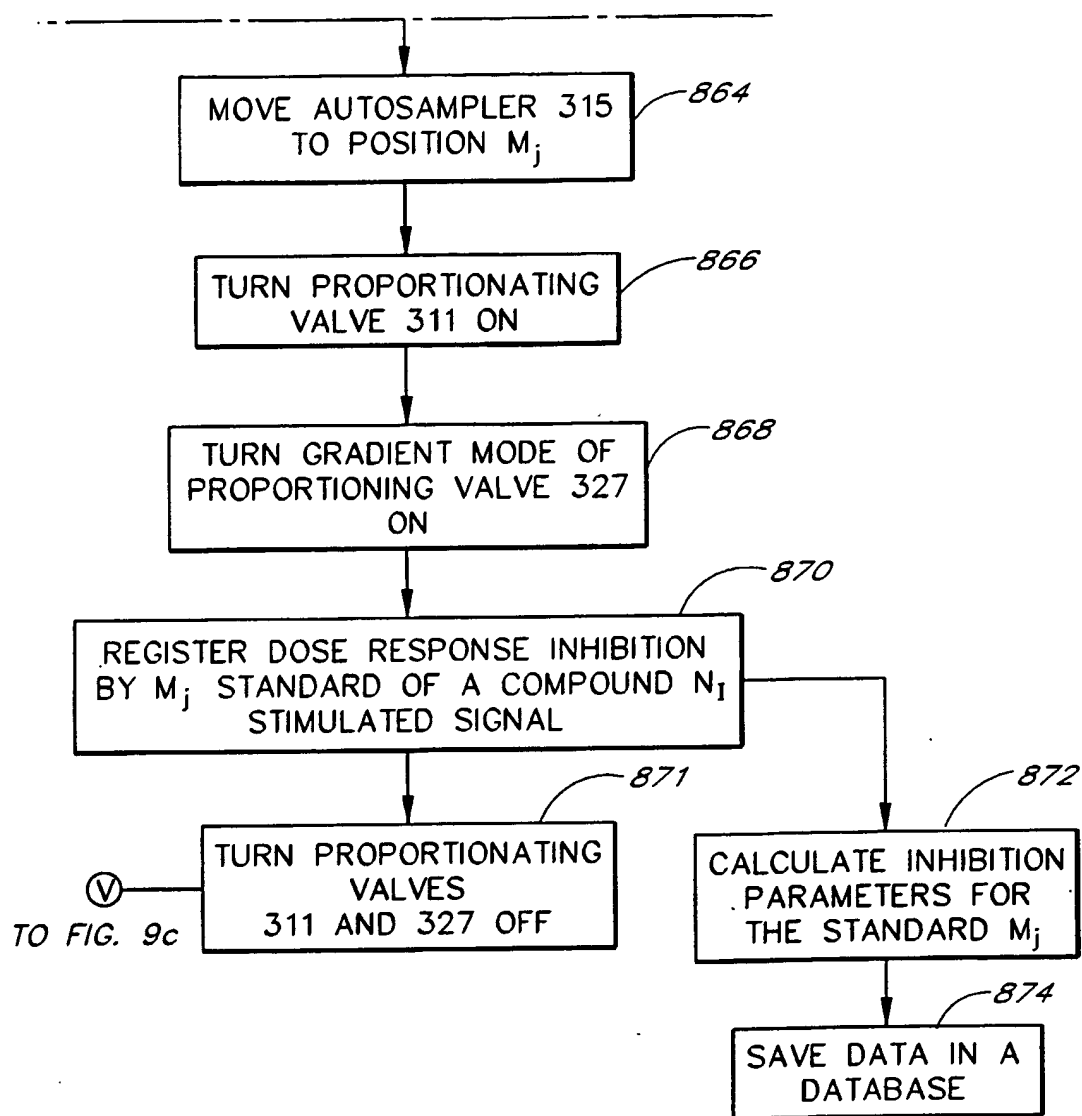 MOVE AUTOSAMPLER 315
TO POSITION Mj
864
TURN PROPORTIONATING
VALVE 311 ON
866
TURN GRADIENT MODE OF
PROPORTIONING VALVE 327
ON
868
REGISTER DOSE RESPONSE INHIBITION
BY Mj STANDARD OF A COMPOUND NI
STIMULATED SIGNAL
870
TURN PROPORTIONATING
VALVES
311 AND 327 OFF
871
V
TO FIG. 9c
CALCULATE INHIBITION
PARAMETERS FOR
THE STANDARD Mj
872
SAVE DATA IN A
DATABASE
874